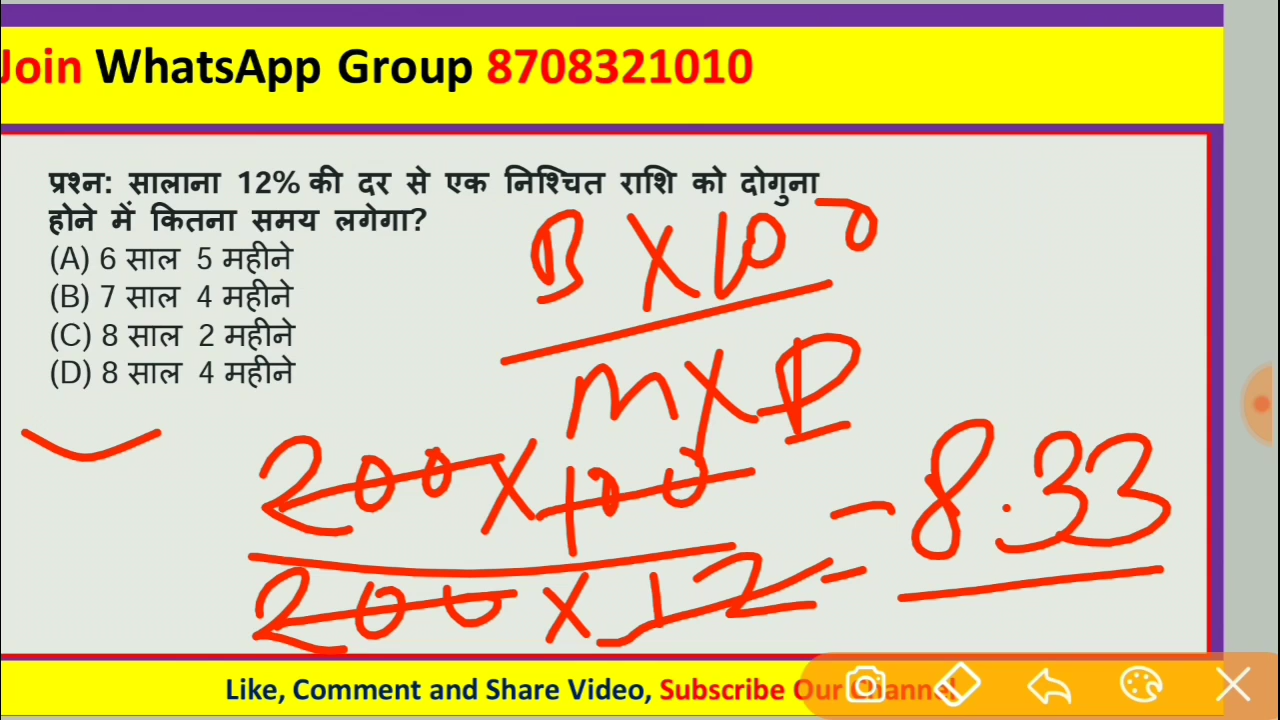 Join WhatsApp Group 8708321010
प्रश्न: सालाना 12% की दर से एक निश्चित राशि को दोगुना
होने में कितना समय लगेगा?
(A) 6 साल 5 महीने
(B) 7 साल 4 महीने
(C) 8 साल 2 महीने
(D) 8 साल 4 महीने
B X 100
m X P
200 X 100
200 X 12
= 8.33
Like, Comment and Share Video, Subscribe Our Channel